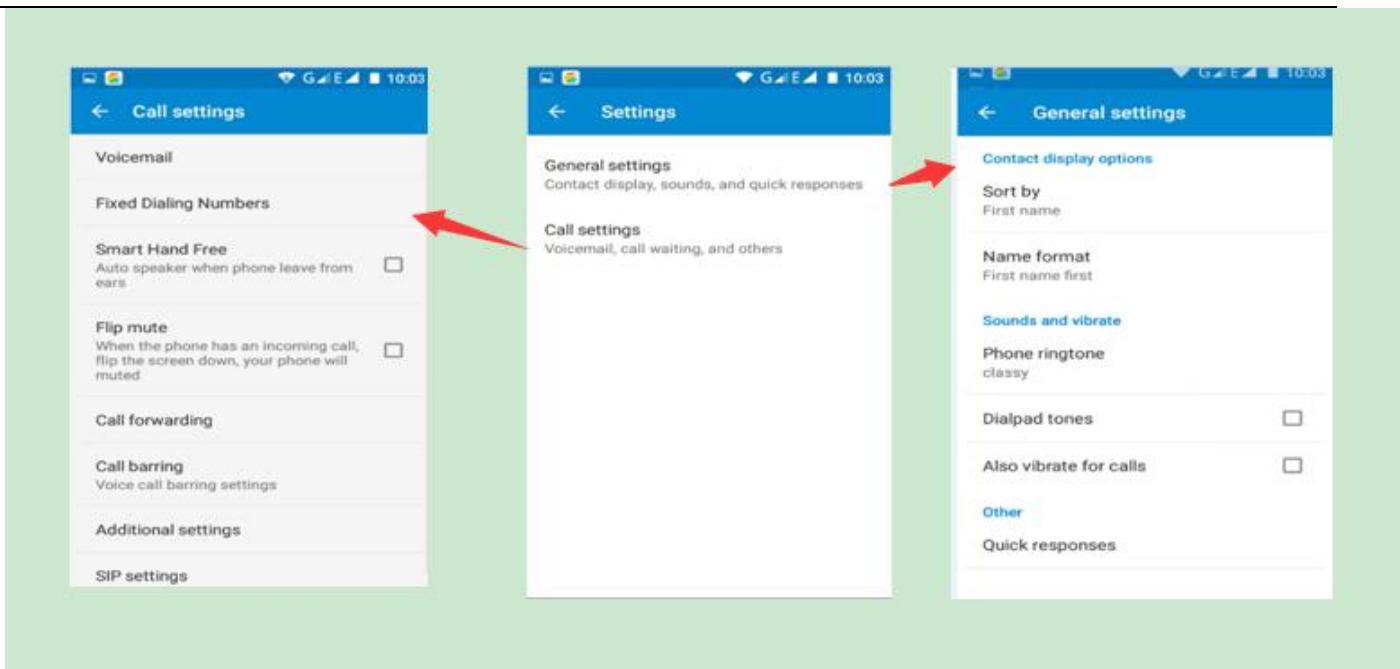 G E 10:03
Call settings
Voicemail
Fixed Dialing Numbers
Smart Hand Free
Auto speaker when phone leave from
ears
Flip mute
When the phone has an incoming call,
flip the screen down, your phone will
muted
Call forwarding
Call barring
Voice call barring settings
Additional settings
SIP settings
G E 10:03
Settings
General settings
Contact display, sounds, and quick responses
Call settings
Voicemail, call waiting, and others
G E 10:03
General settings
Contact display options
Sort by
First name
Name format
First name first
Sounds and vibrate
Phone ringtone
classy
Dialpad tones
Also vibrate for calls
Other
Quick responses